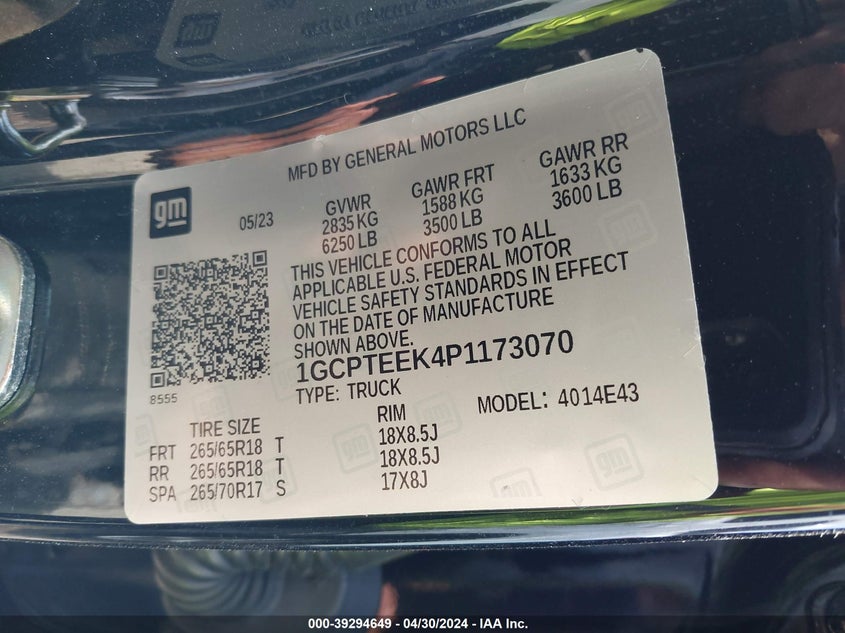 MFD BY GENERAL MOTORS LLC
gm
05/23
GVWR GAWR FRT GAWR RR
2835 KG 1588 KG 1633 KG
6250 LB 3500 LB 3600 LB
THIS VEHICLE CONFORMS TO ALL
APPLICABLE U.S. FEDERAL MOTOR
VEHICLE SAFETY STANDARDS IN EFFECT
ON THE DATE OF MANUFACTURE
SHOWN ABOVE.
1GCPTEEK4P1173070
8555
TYPE: TRUCK MODEL: 4014E43
TIRE SIZE RIM
FRT 265/65R18 T 18X8.5J
RR 265/65R18 T 18X8.5J
SPA 265/70R17 S 17X8J
000-39294649 - 04/30/2024 - IAA Inc.